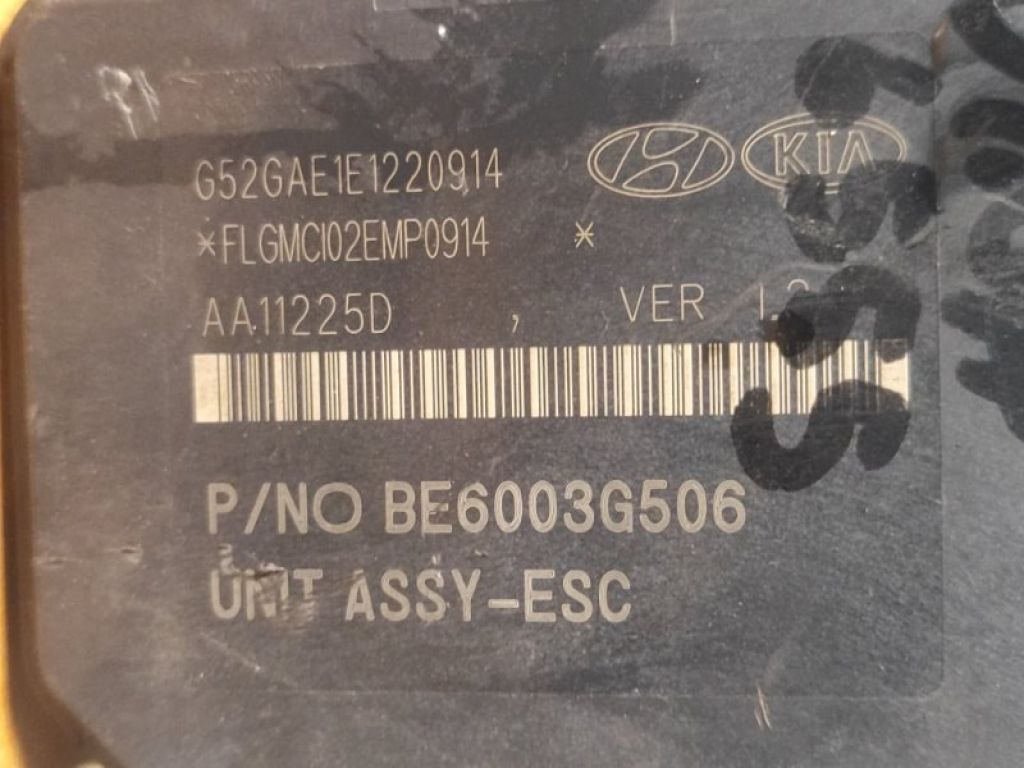 G52GAE1E1220914
KIA
*FLGMCI02EMP0914 *
AA11225D , VER
P/NO BE6003G506
UNIT ASSY-ESC